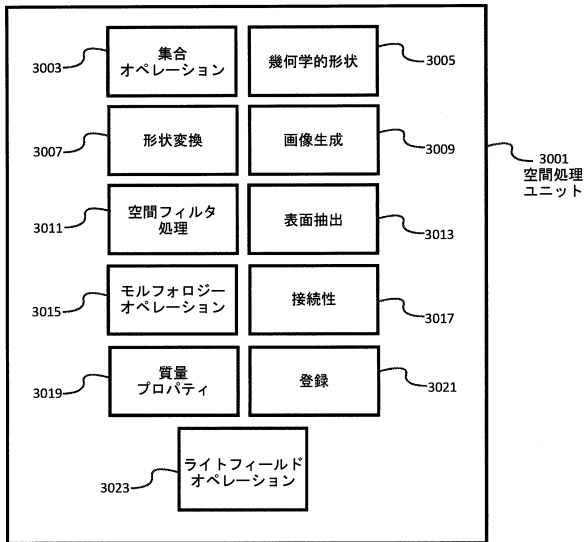 3003
集合
オペレーション
幾何学的形状
3005
3007
形状変換
画像生成
3009
3001
空間処理
ユニット
3011
空間フィルタ
処理
表面抽出
3013
3015
モルフォロジー
オペレーション
接続性
3017
3019
質量
プロパティ
登録
3021
3023
ライトフィールド
オペレーション